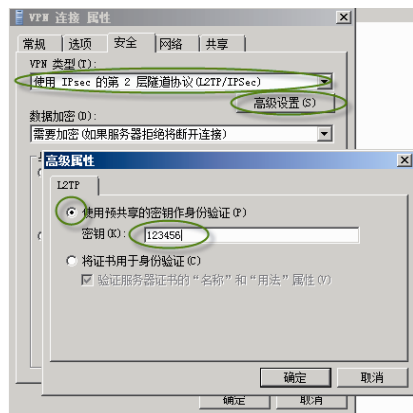 VPN 连接 属性
常规 选项 安全 网络 共享
VPN 类型(T):
使用 IPsec 的第 2 层隧道协议(L2TP/IPSec)
高级设置(S)
数据加密(D):
需要加密(如果服务器拒绝将断开连接)
高级属性
L2TP
使用预共享的密钥作身份验证(P)
密钥(K): 123456
将证书用于身份验证(C)
验证服务器证书的“名称”和“用法”属性(V)
确定 取消
确定 取消